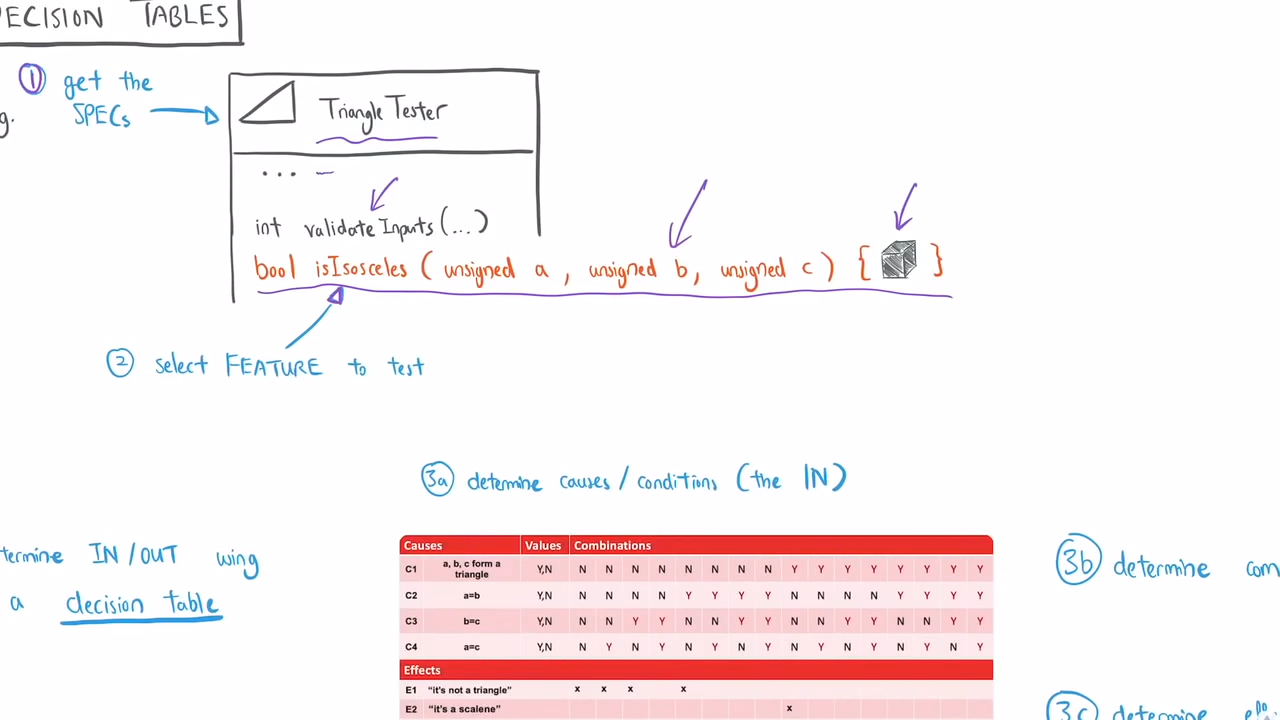 DECISION TABLES
① get the
SPECs
g.
Triangle Tester
...
int validateInputs(...)
bool isIsosceles ( unsigned a , unsigned b, unsigned c) { }
② select FEATURE to test
3a determine causes / conditions (the IN)
termine IN/OUT using
a decision table
Causes Values Combinations
C1 a, b, c form a triangle Y,N N N N N N N N N Y Y Y Y Y Y Y Y
C2 a=b Y,N N N N N Y Y Y Y N N N N Y Y Y Y
C3 b=c Y,N N N Y Y N N Y Y N N Y Y N N Y Y
C4 a=c Y,N N Y N Y N Y N Y N Y N Y N Y N Y
Effects
E1 “it’s not a triangle” x x x x
E2 “it’s a scalene” x
3b determine com
3c determine